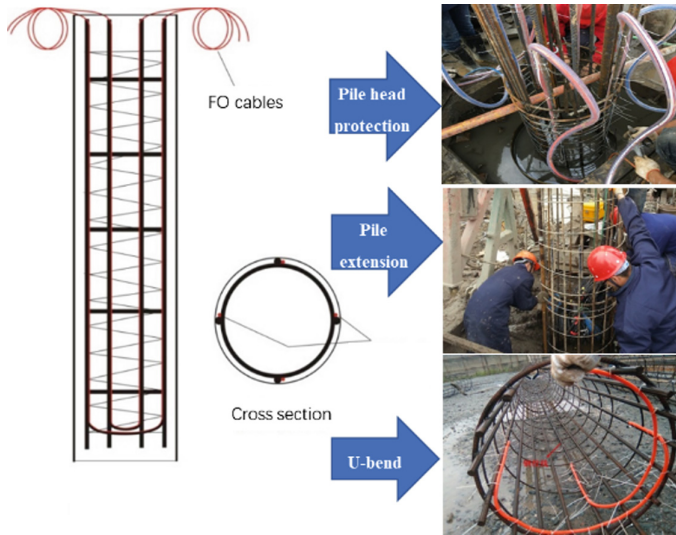 FO cables
Pile head
protection
Pile
extension
Cross section
U-bend